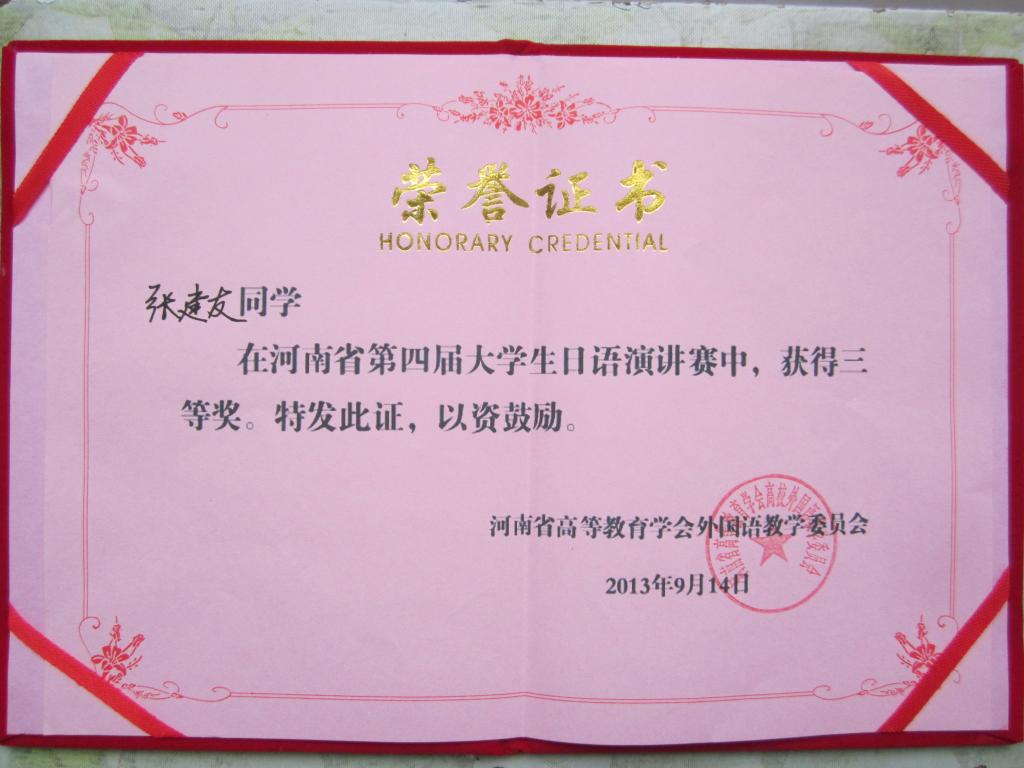 荣誉证书
HONORARY CREDENTIAL
张建友同学
在河南省第四届大学生日语演讲赛中，获得三
等奖。特发此证，以资鼓励。
河南省高等教育学会外国语教学委员会
2013年9月14日